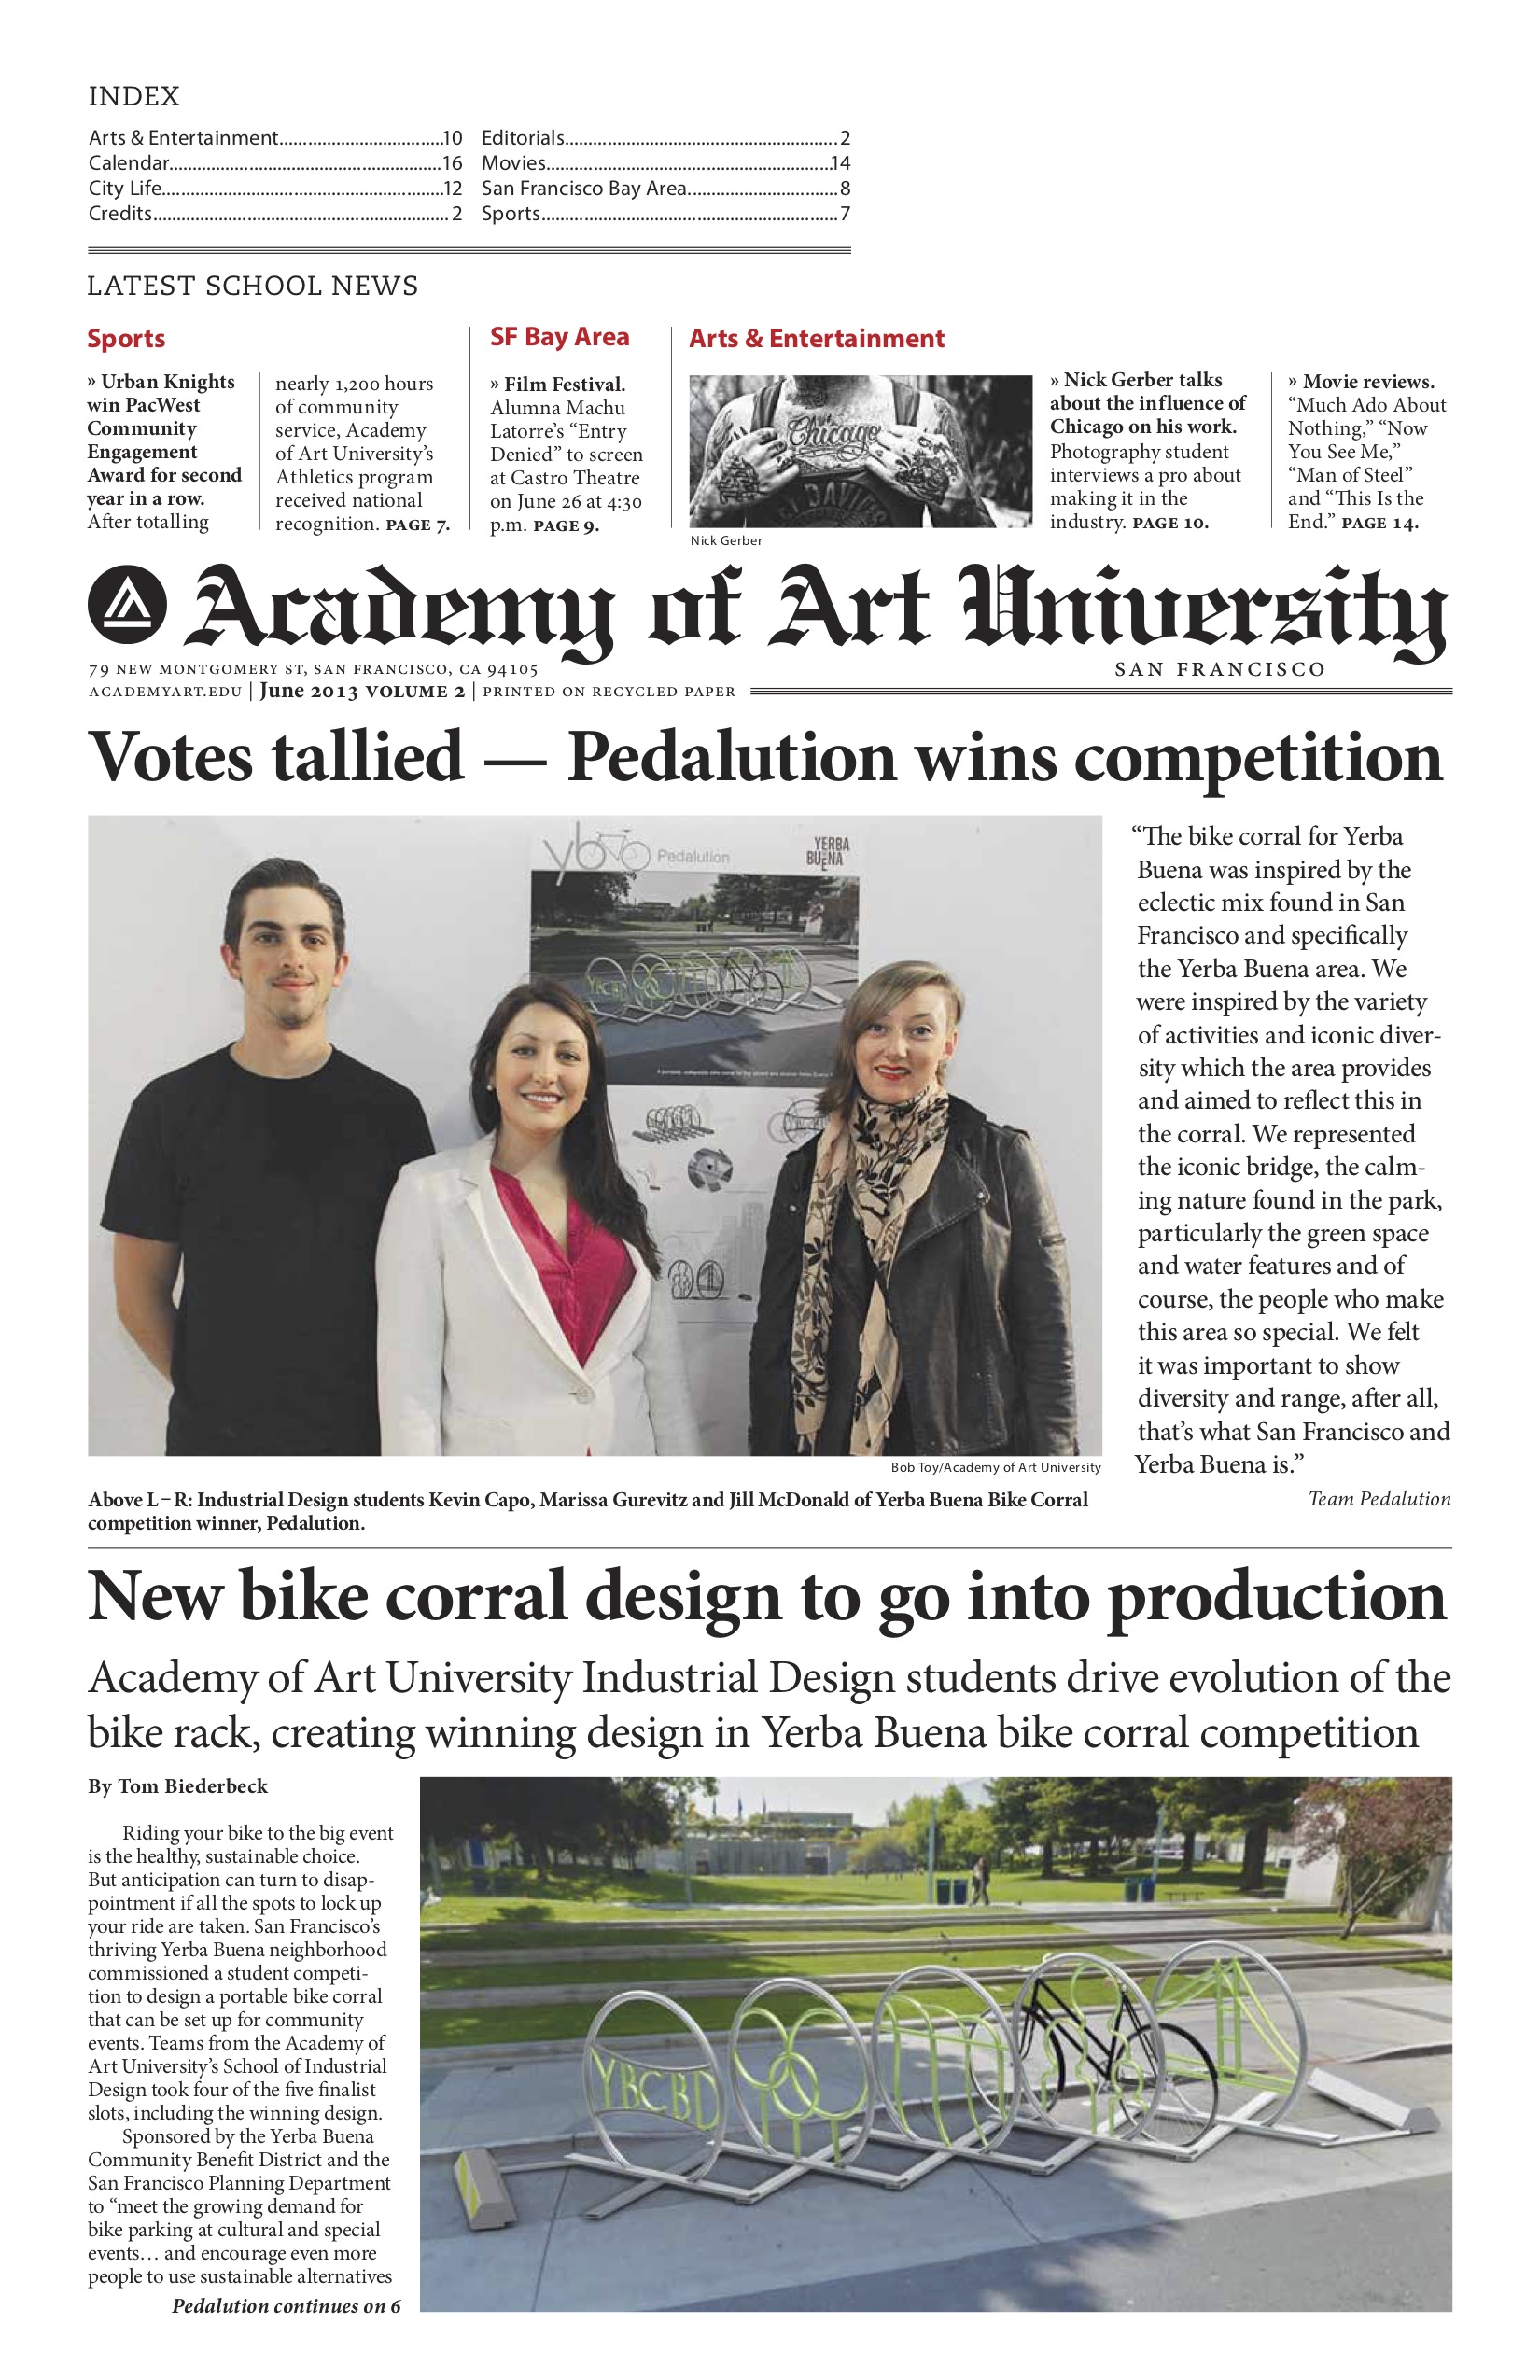 INDEX
Arts & Entertainment...................................10
Calendar..........................................................16
City Life............................................................12
Credits............................................................... 2
Editorials.......................................................... 2
Movies.............................................................14
San Francisco Bay Area................................ 8
Sports............................................................... 7
LATEST SCHOOL NEWS
Sports
» Urban Knights
win PacWest
Community
Engagement
Award for second
year in a row.
After totalling
nearly 1,200 hours
of community
service, Academy
of Art University’s
Athletics program
received national
recognition. PAGE 7.
SF Bay Area
» Film Festival.
Alumna Machu
Latorre’s “Entry
Denied” to screen
at Castro Theatre
on June 26 at 4:30
p.m. PAGE 9.
Arts & Entertainment
Chicago
DAVID
Nick Gerber
» Nick Gerber talks
about the influence of
Chicago on his work.
Photography student
interviews a pro about
making it in the
industry. PAGE 10.
» Movie reviews.
“Much Ado About
Nothing,” “Now
You See Me,”
“Man of Steel”
and “This Is the
End.” PAGE 14.
Academy of Art University
79 NEW MONTGOMERY ST, SAN FRANCISCO, CA 94105
SAN FRANCISCO
ACADEMYART.EDU | June 2013 VOLUME 2 | PRINTED ON RECYCLED PAPER
Votes tallied — Pedalution wins competition
yb Pedalution
YERBA
BUENA
YBCBD
“The bike corral for Yerba
Buena was inspired by the
eclectic mix found in San
Francisco and specifically
the Yerba Buena area. We
were inspired by the variety
of activities and iconic diver-
sity which the area provides
and aimed to reflect this in
the corral. We represented
the iconic bridge, the calm-
ing nature found in the park,
particularly the green space
and water features and of
course, the people who make
this area so special. We felt
it was important to show
diversity and range, after all,
that’s what San Francisco and
Yerba Buena is.”
Team Pedalution
Bob Toy/Academy of Art University
Above L – R: Industrial Design students Kevin Capo, Marissa Gurevitz and Jill McDonald of Yerba Buena Bike Corral
competition winner, Pedalution.
New bike corral design to go into production
Academy of Art University Industrial Design students drive evolution of the
bike rack, creating winning design in Yerba Buena bike corral competition
By Tom Biederbeck
Riding your bike to the big event
is the healthy, sustainable choice.
But anticipation can turn to disap-
pointment if all the spots to lock up
your ride are taken. San Francisco’s
thriving Yerba Buena neighborhood
commissioned a student competi-
tion to design a portable bike corral
that can be set up for community
events. Teams from the Academy of
Art University’s School of Industrial
Design took four of the five finalist
slots, including the winning design.
Sponsored by the Yerba Buena
Community Benefit District and the
San Francisco Planning Department
to “meet the growing demand for
bike parking at cultural and special
events… and encourage even more
people to use sustainable alternatives
Pedalution continues on 6
YBCBD